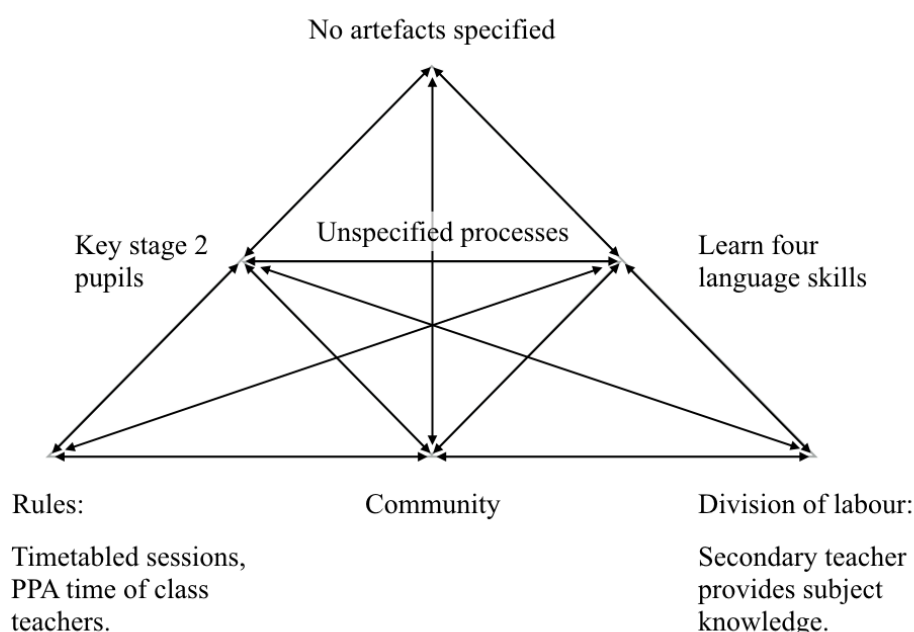 No artefacts specified
Unspecified processes
Key stage 2
pupils
Learn four
language skills
Rules:
Community
Division of labour:
Timetabled sessions,
PPA time of class
teachers.
Secondary teacher
provides subject
knowledge.